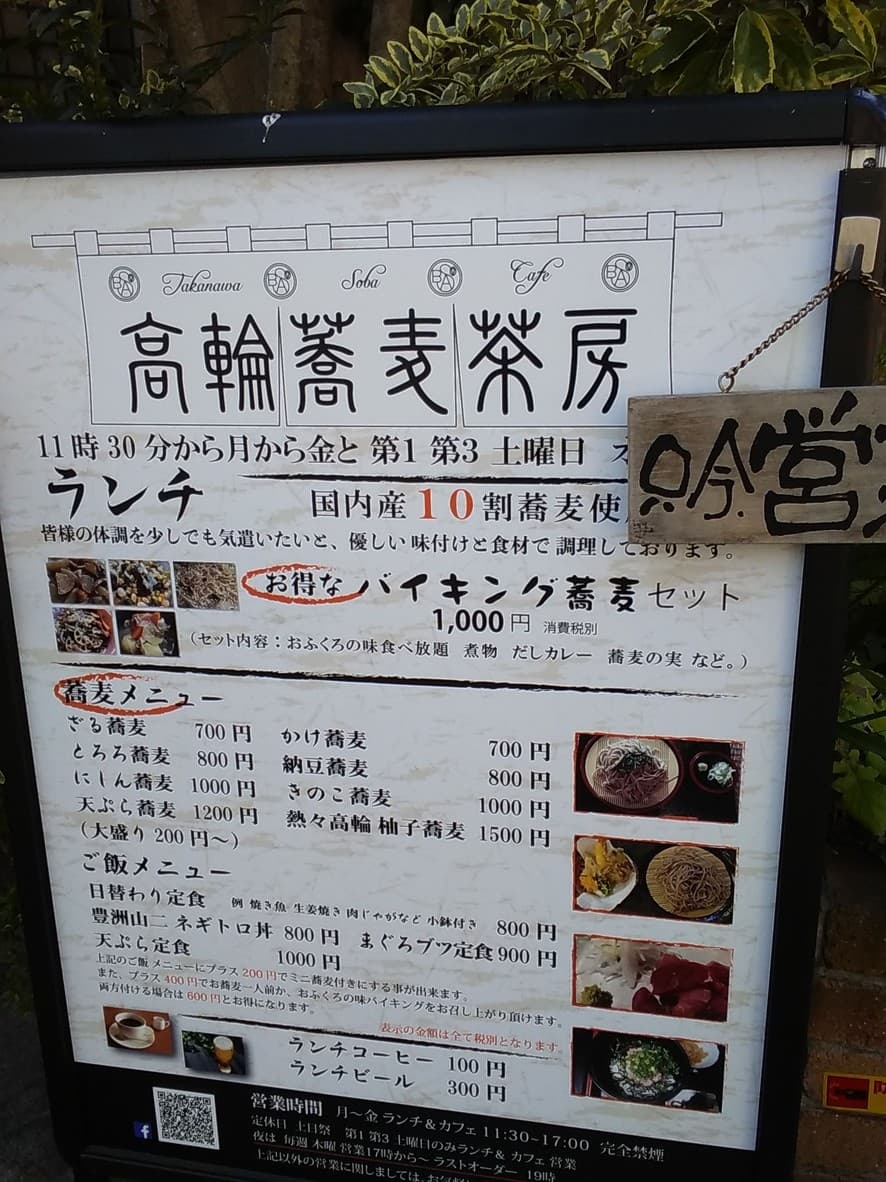 Takanawa Soba Cafe
高輪蕎麦茶房
11時30分から月から金と 第1 第3 土曜日
只今営
ランチ
国内産10割蕎麦使
皆様の体調を少しでも気遣いたいと、優しい味付けと食材で調理しております。
お得な バイキング蕎麦セット
1,000円 消費税別
(セット内容:おふくろの味食べ放題 煮物 だしカレー 蕎麦の実 など。)
蕎麦メニュー
ざる蕎麦 700円 かけ蕎麦 700円
とろろ蕎麦 800円 納豆蕎麦 800円
にしん蕎麦 1000円 きのこ蕎麦 1000円
天ぷら蕎麦 1200円 熱々高輪 柚子蕎麦 1500円
(大盛り 200円〜)
ご飯メニュー
日替わり定食 例 焼き魚 生姜焼き 肉じゃがなど 小鉢付き 800円
豊洲山二 ネギトロ丼 800円 まぐろブツ定食 900円
天ぷら定食 1000円
上記のご飯メニューにプラス200円でミニ蕎麦付きにする事が出来ます。
また、プラス400円でお蕎麦一人前か、おふくろの味バイキングをお召し上がり頂けます。
両方付ける場合は600円とお得になります。
表示の金額は全て税別となります。
ランチコーヒー 100円
ランチビール 300円
営業時間 月〜金 ランチ&カフェ 11:30~17:00 完全禁煙
定休日 土日祭 第1 第3 土曜日のみランチ& カフェ 営業
夜は 毎週 木曜 営業17時から〜 ラストオーダー 19時
上記以外の営業に関しましては、お気軽